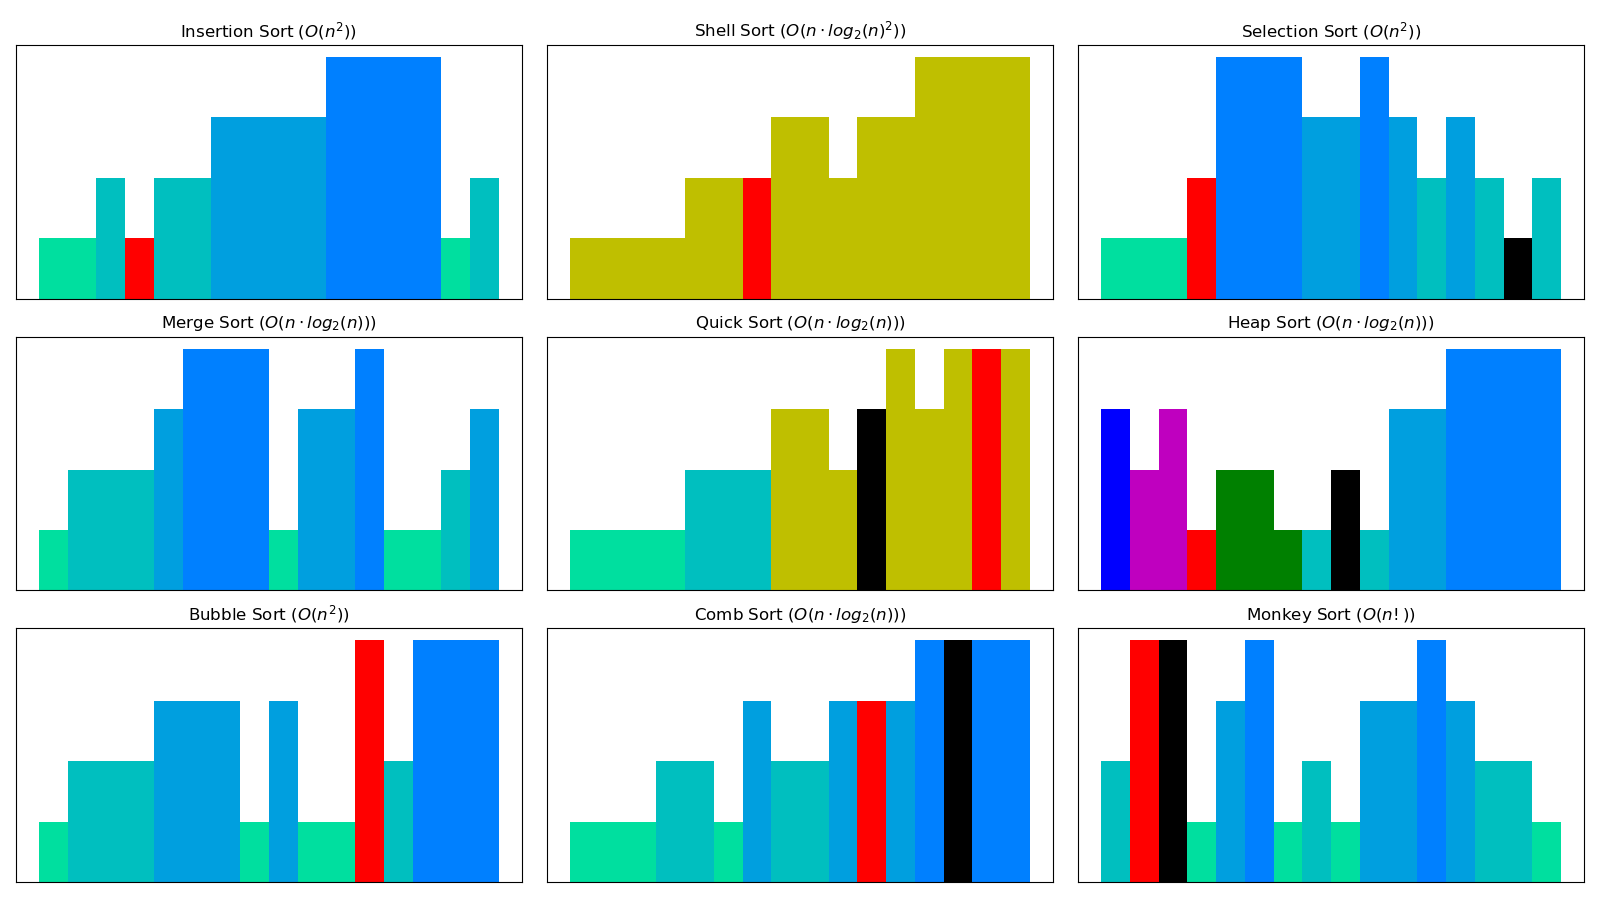 Insertion Sort (O(n²))
Shell Sort (O(n · log₂(n)²))
Selection Sort (O(n²))
Merge Sort (O(n · log₂(n)))
Quick Sort (O(n · log₂(n)))
Heap Sort (O(n · log₂(n)))
Bubble Sort (O(n²))
Comb Sort (O(n · log₂(n)))
Monkey Sort (O(n!))